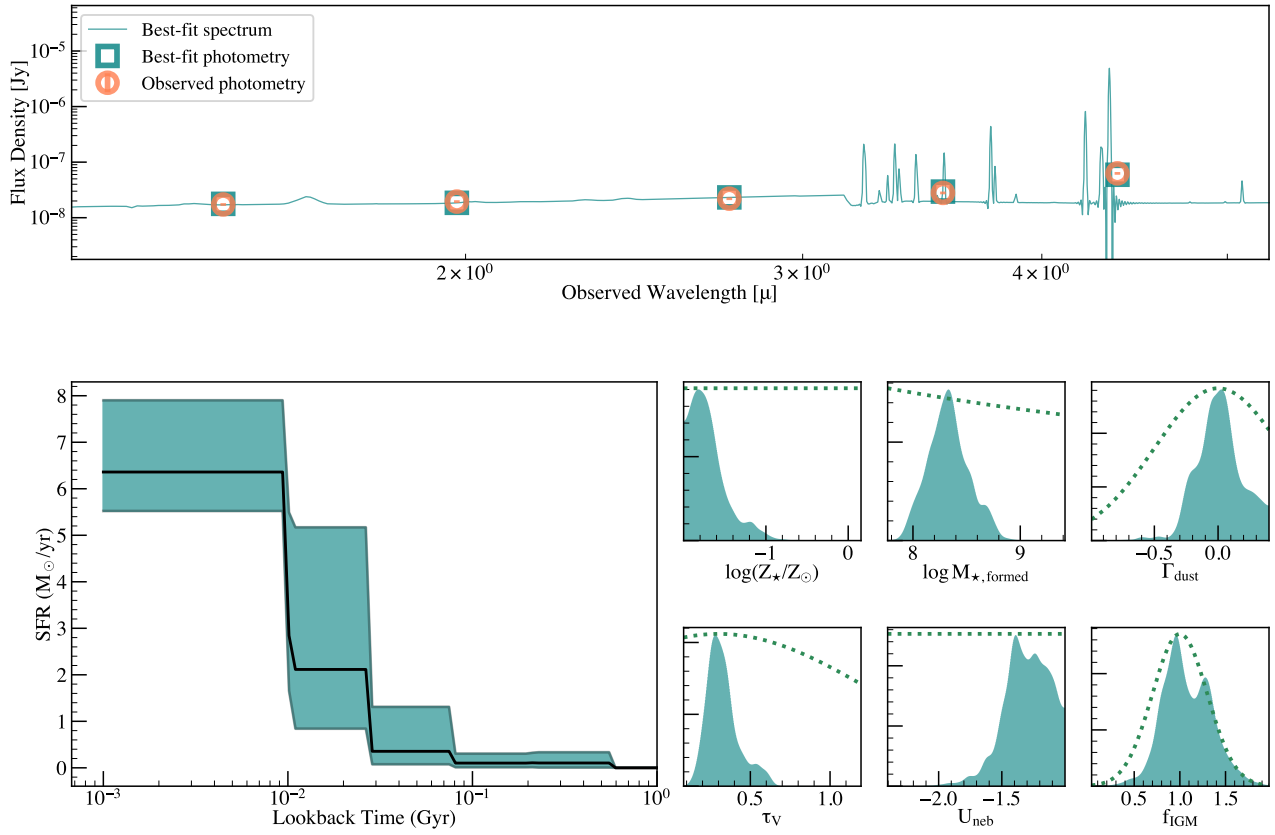 Best-fit spectrum
Best-fit photometry
Observed photometry
Flux Density [Jy]
10⁻⁵
10⁻⁶
10⁻⁷
10⁻⁸
2 × 10⁰
3 × 10⁰
4 × 10⁰
Observed Wavelength [μ]
SFR (M⊙/yr)
8
7
6
5
4
3
2
1
0
10⁻³
10⁻²
10⁻¹
10⁰
Lookback Time (Gyr)
−1
0
log(Z⋆/Z⊙)
8
9
log M⋆,formed
−0.5
0.0
Γdust
0.5
1.0
τV
−2.0
−1.5
Uneb
0.5
1.0
1.5
fIGM